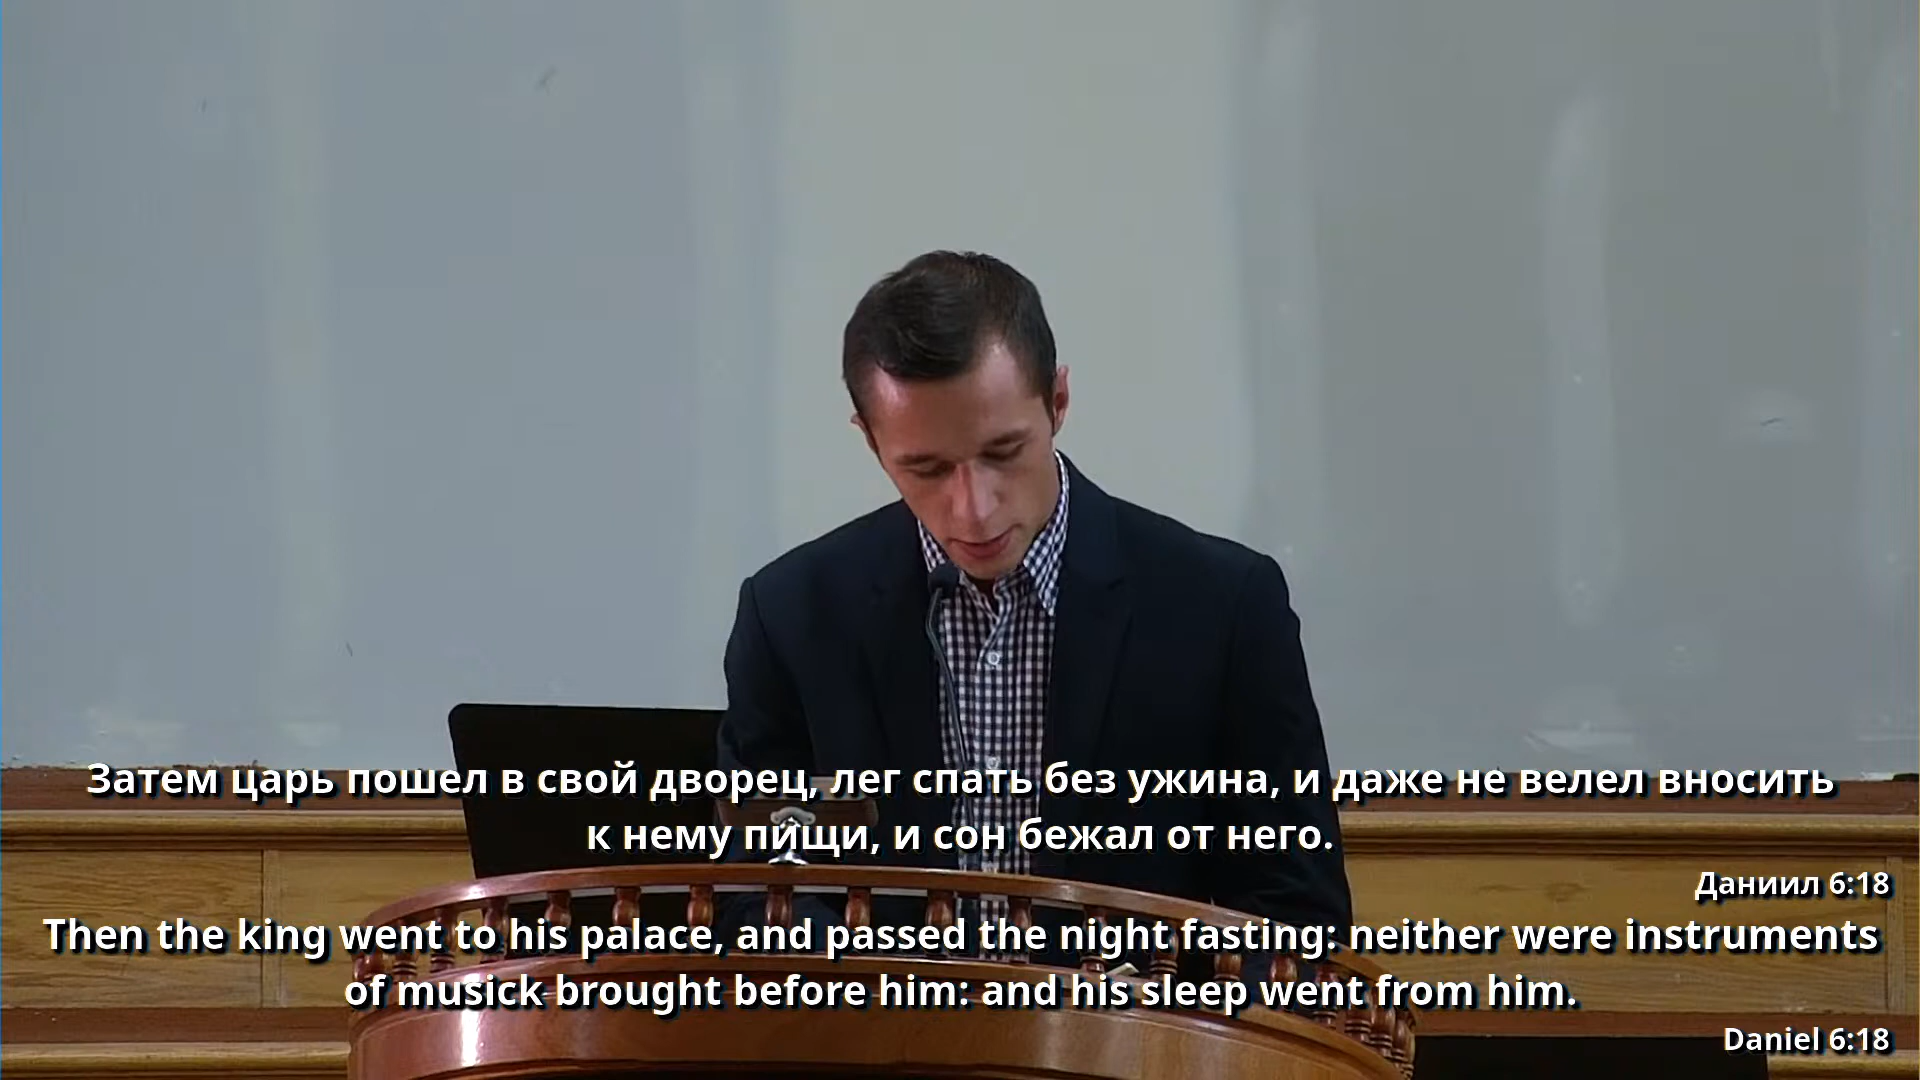 Затем царь пошел в свой дворец, лег спать без ужина, и даже не велел вносить
к нему пищи, и сон бежал от него.
Даниил 6:18
Then the king went to his palace, and passed the night fasting: neither were instruments
of musick brought before him: and his sleep went from him.
Daniel 6:18